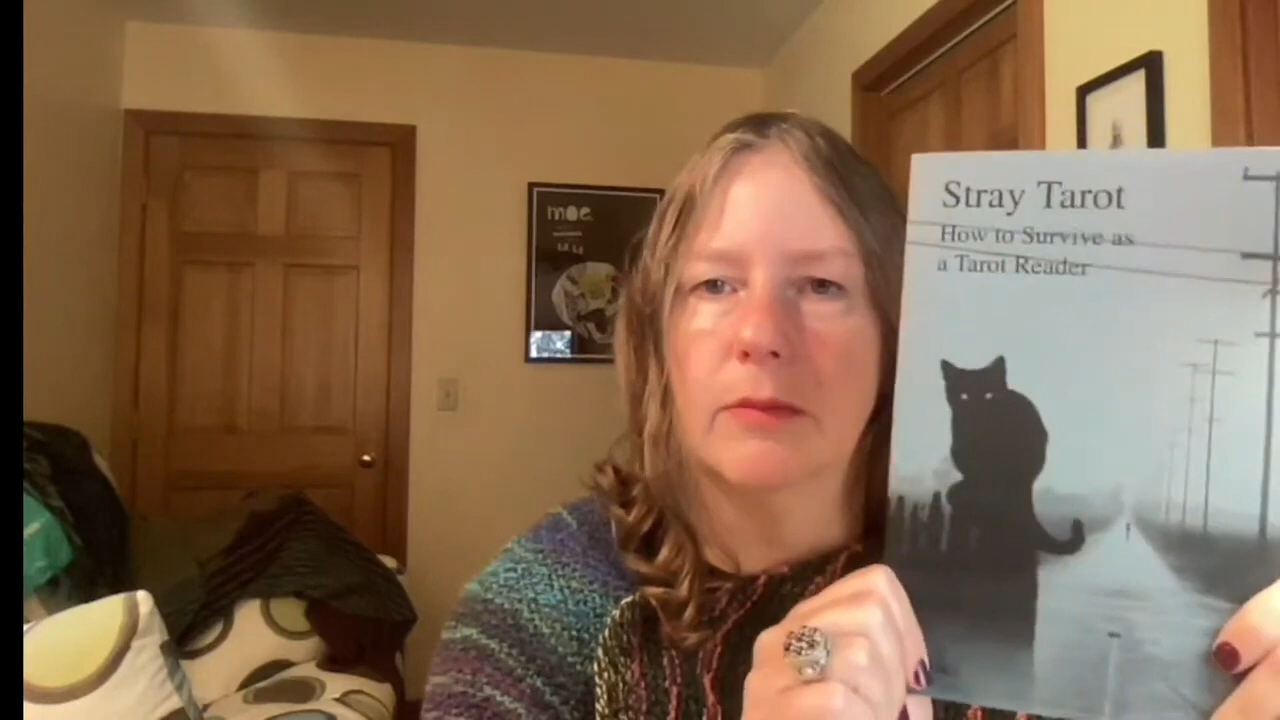 moe.
Stray Tarot
How to Survive as
a Tarot Reader